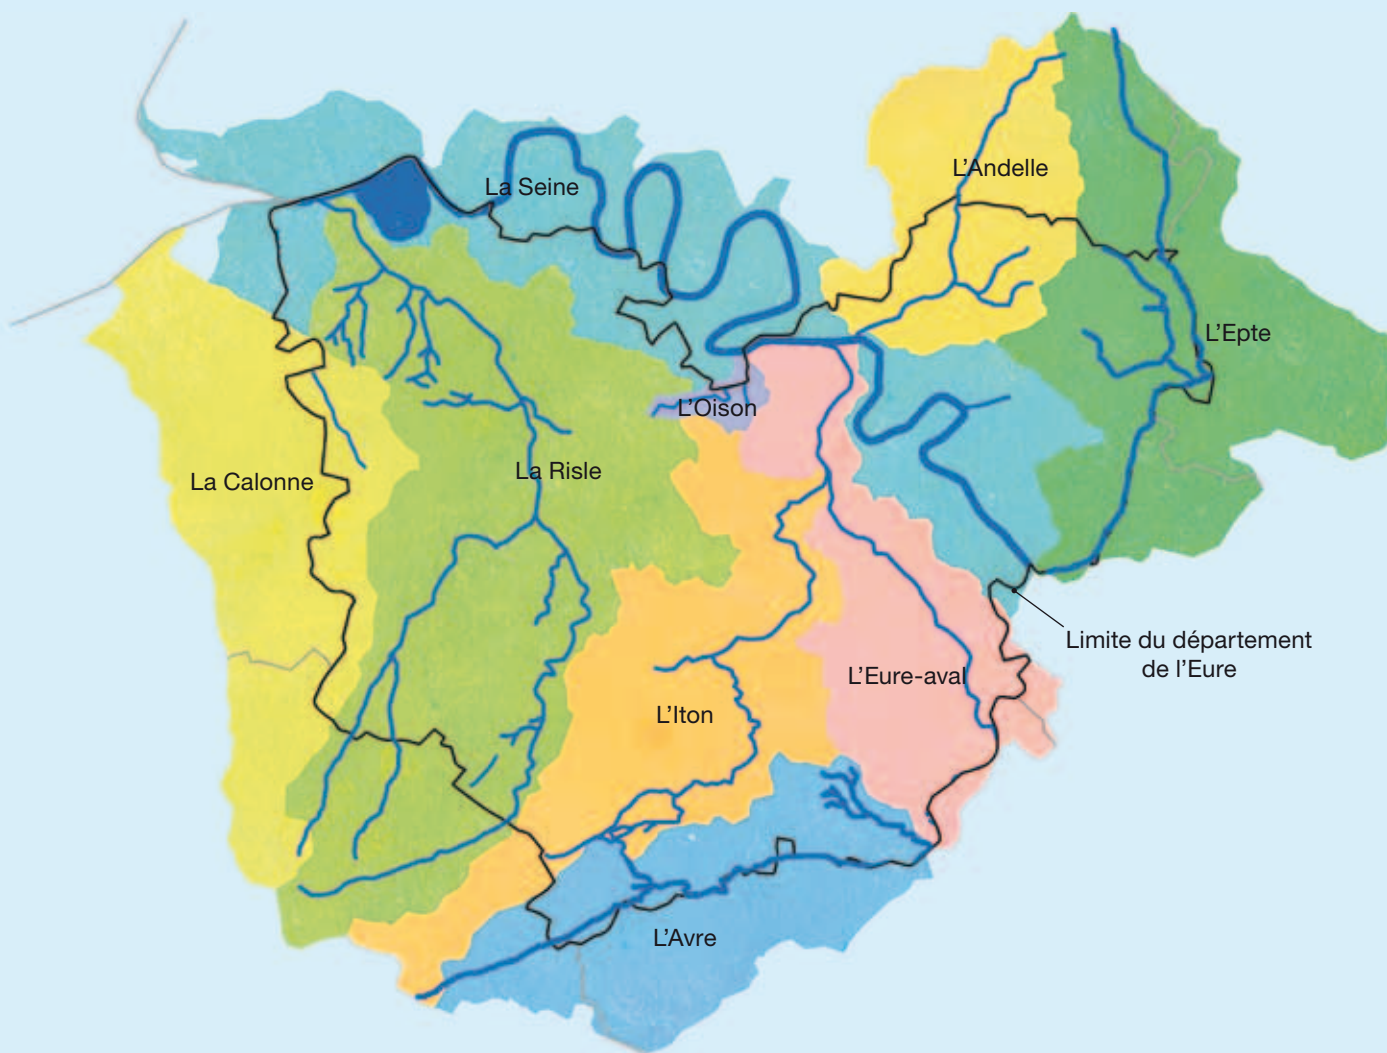 L'Andelle
La Seine
L'Epte
L'Oison
La Risle
La Calonne
Limite du département
de l'Eure
L'Eure-aval
L'Iton
L'Avre